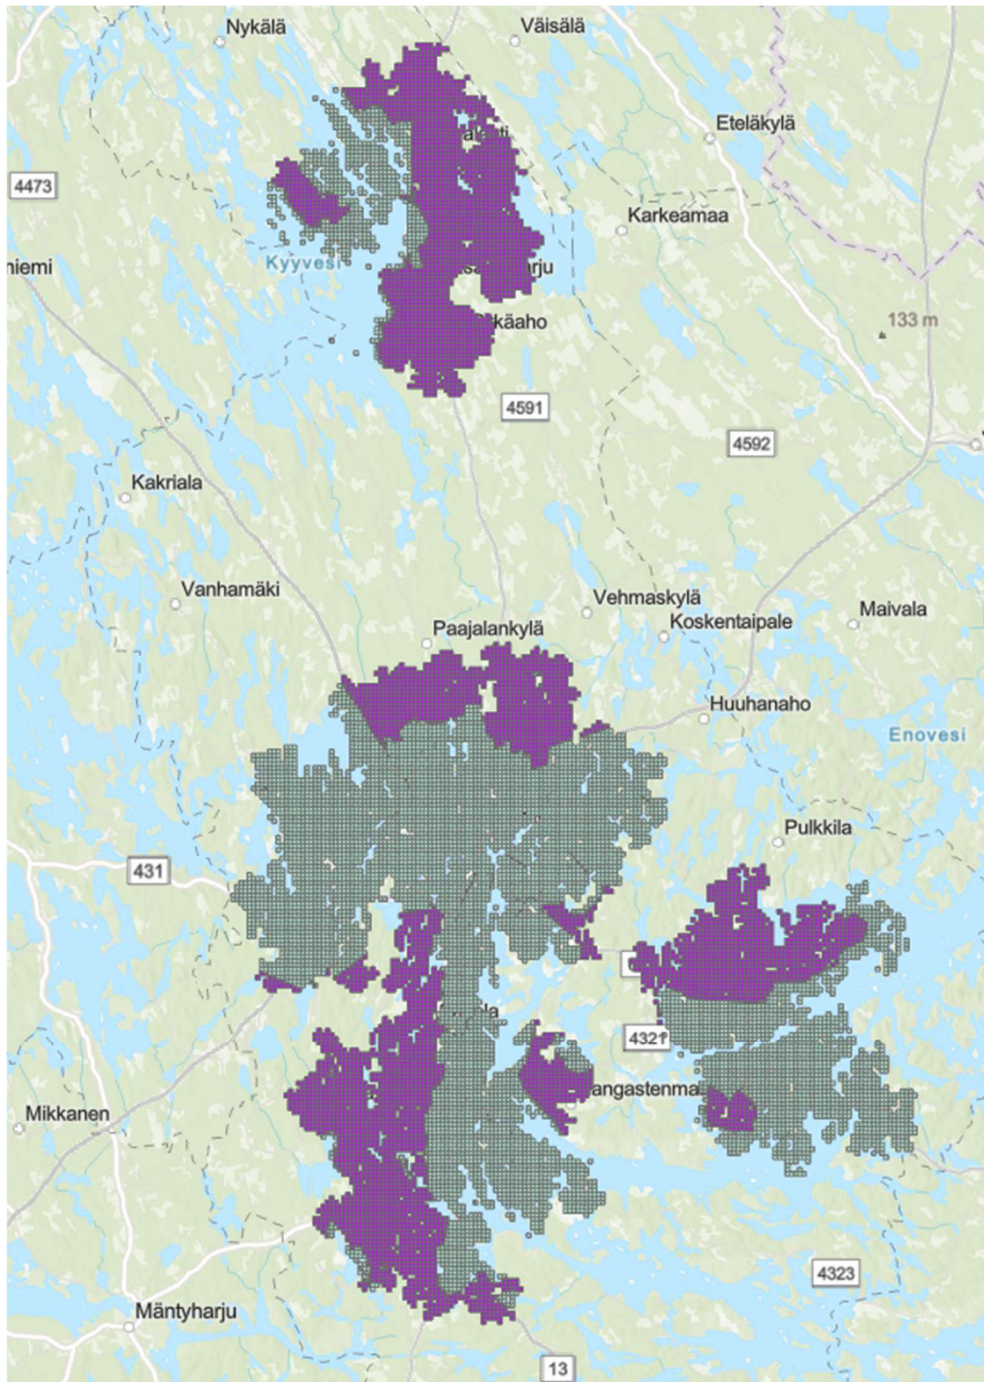 Nykälä
Väisälä
Eteläkylä
4473
Karkeamaa
Kyyvesi
niemi
133 m
4591
4592
Kakriala
Vanhamäki
Vehmaskylä
Maivala
Paajalankylä
Koskentaipale
Huuhanaho
Enovesi
Pulkkila
431
4321
angastenma
Mikkanen
4323
Mäntyharju
13